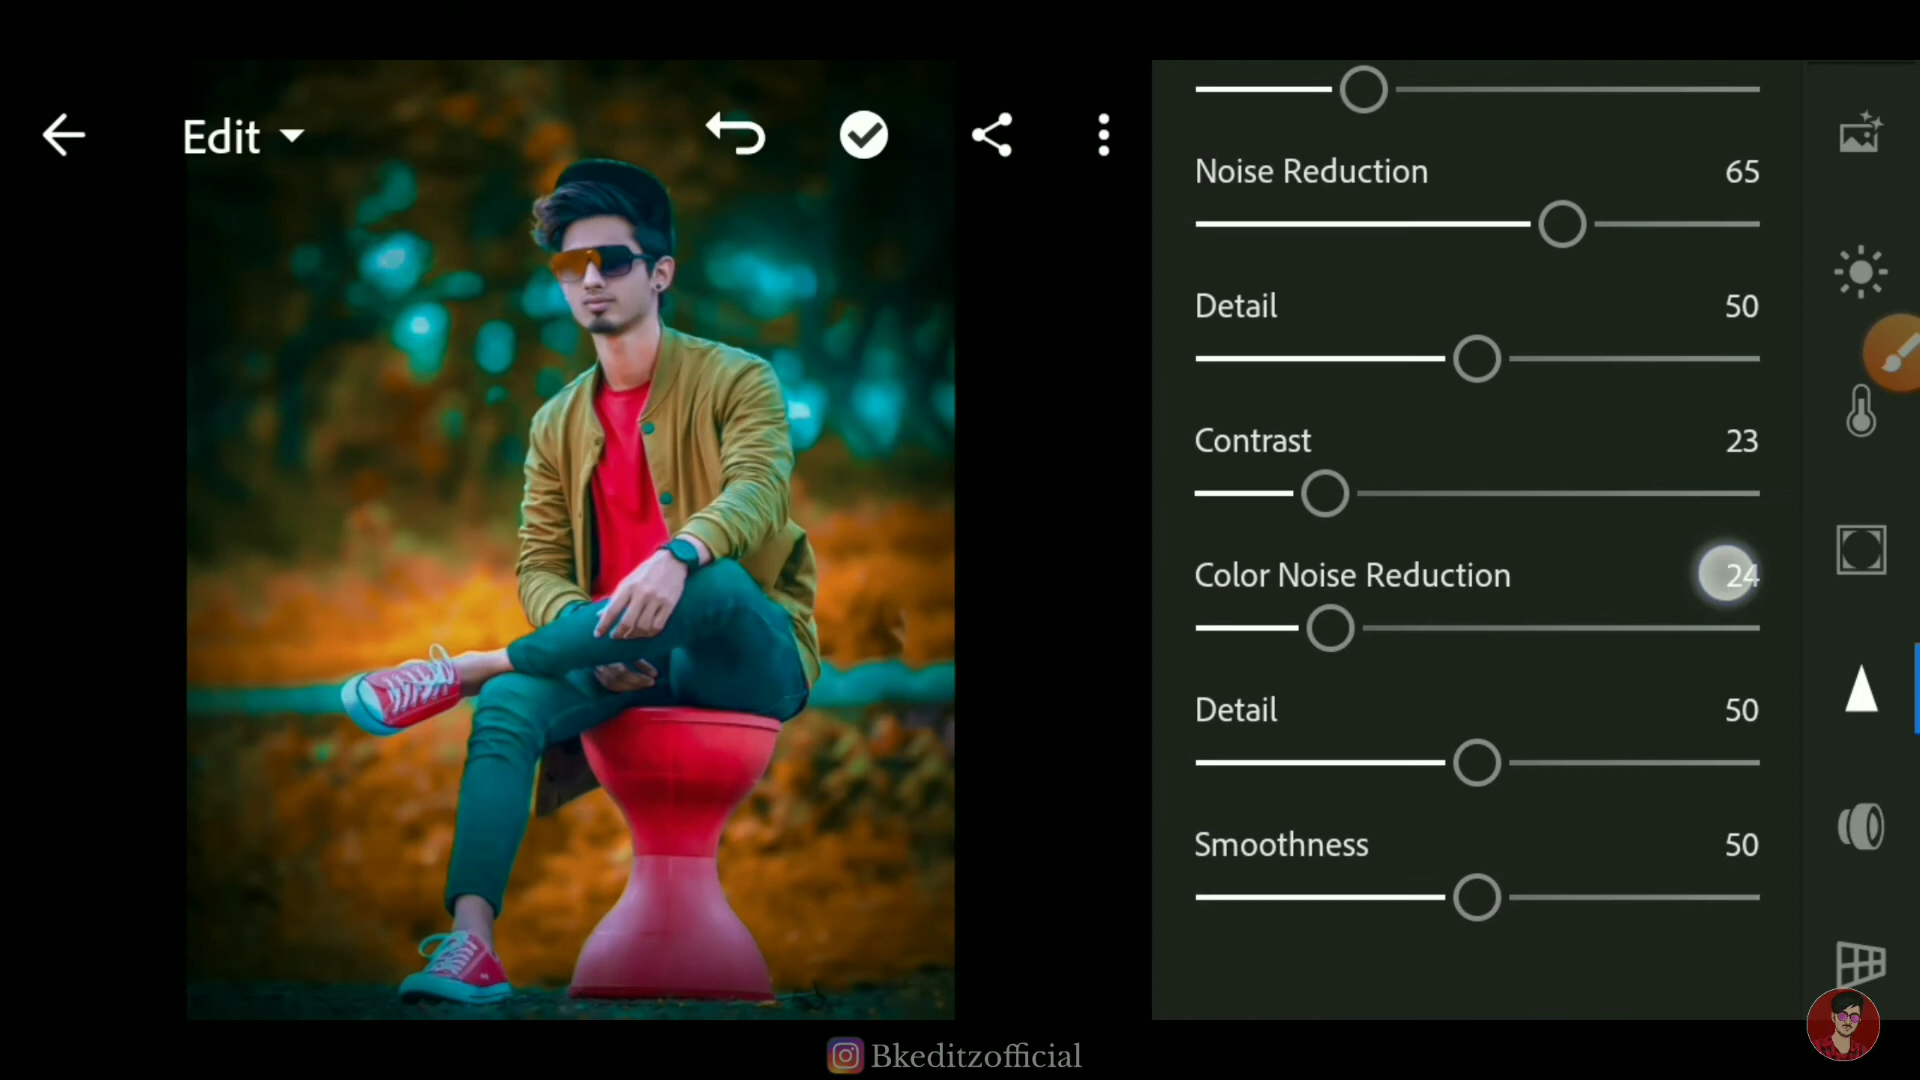 Edit
Noise Reduction 65
Detail 50
Contrast 23
Color Noise Reduction 24
Detail 50
Smoothness 50
Bkeditzofficial